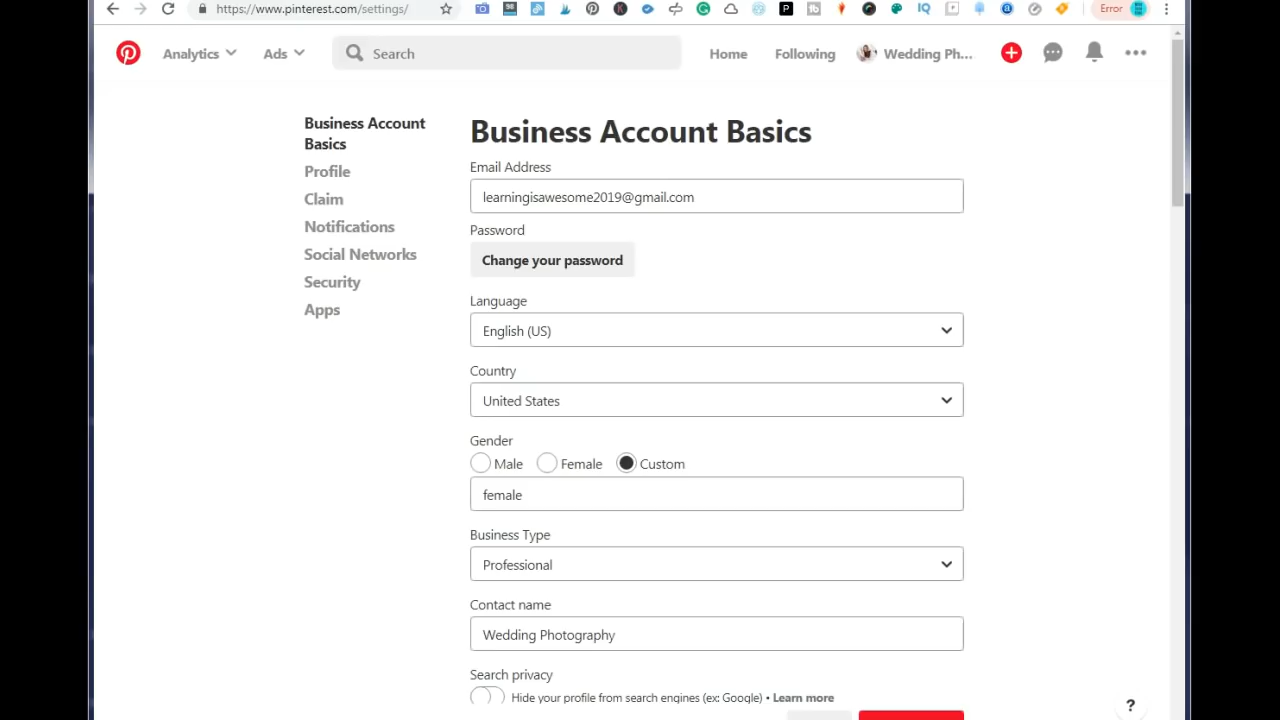 https://www.pinterest.com/settings/
Error
Analytics Ads Search Home Following Wedding Ph...
Business Account
Basics
Profile
Claim
Notifications
Social Networks
Security
Apps
Business Account Basics
Email Address
learningisawesome2019@gmail.com
Password
Change your password
Language
English (US)
Country
United States
Gender
Male Female Custom
female
Business Type
Professional
Contact name
Wedding Photography
Search privacy
Hide your profile from search engines (ex: Google) • Learn more
?